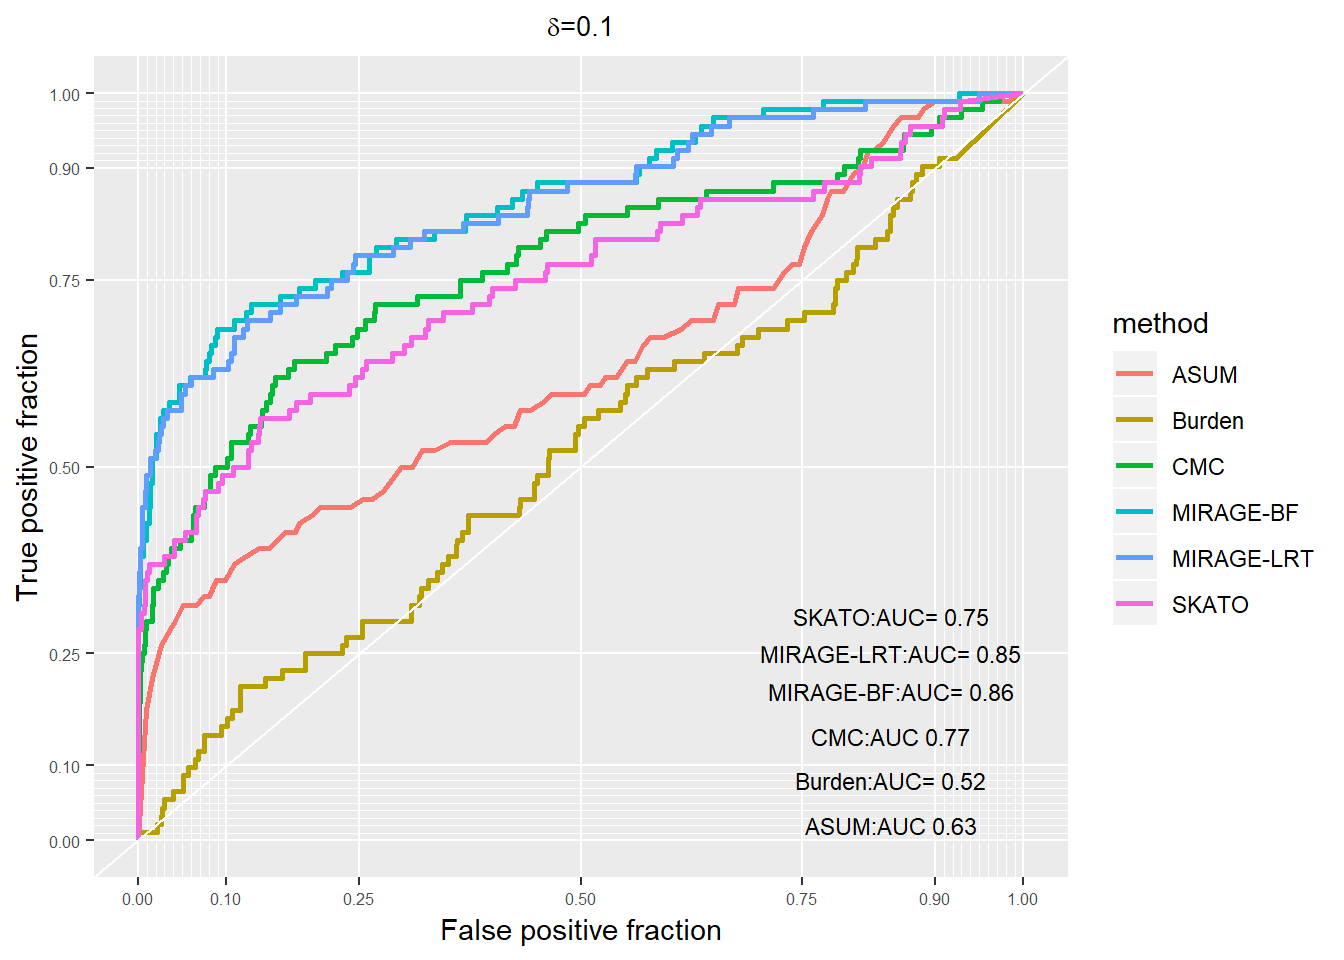 δ=0.1
True positive fraction
1.00
0.90
0.75
0.50
0.25
0.10
0.00
SKATO:AUC= 0.75
MIRAGE-LRT:AUC= 0.85
MIRAGE-BF:AUC= 0.86
CMC:AUC 0.77
Burden:AUC= 0.52
ASUM:AUC 0.63
0.00 0.10 0.25 0.50 0.75 0.90 1.00
False positive fraction
method
ASUM
Burden
CMC
MIRAGE-BF
MIRAGE-LRT
SKATO